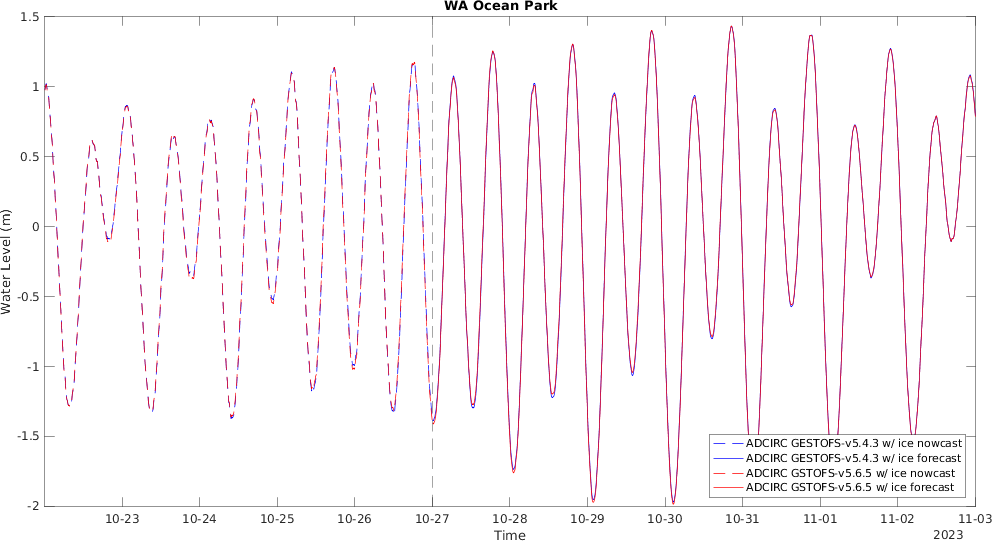 WA Ocean Park
Water Level (m)
1.5
1
0.5
0
-0.5
-1
-1.5
-2
ADCIRC GESTOFS-v5.4.3 w/ ice nowcast
ADCIRC GESTOFS-v5.4.3 w/ ice forecast
ADCIRC GSTOFS-v5.6.5 w/ ice nowcast
ADCIRC GSTOFS-v5.6.5 w/ ice forecast
10-23 10-24 10-25 10-26 10-27 10-28 10-29 10-30 10-31 11-01 11-02 11-03
Time
2023